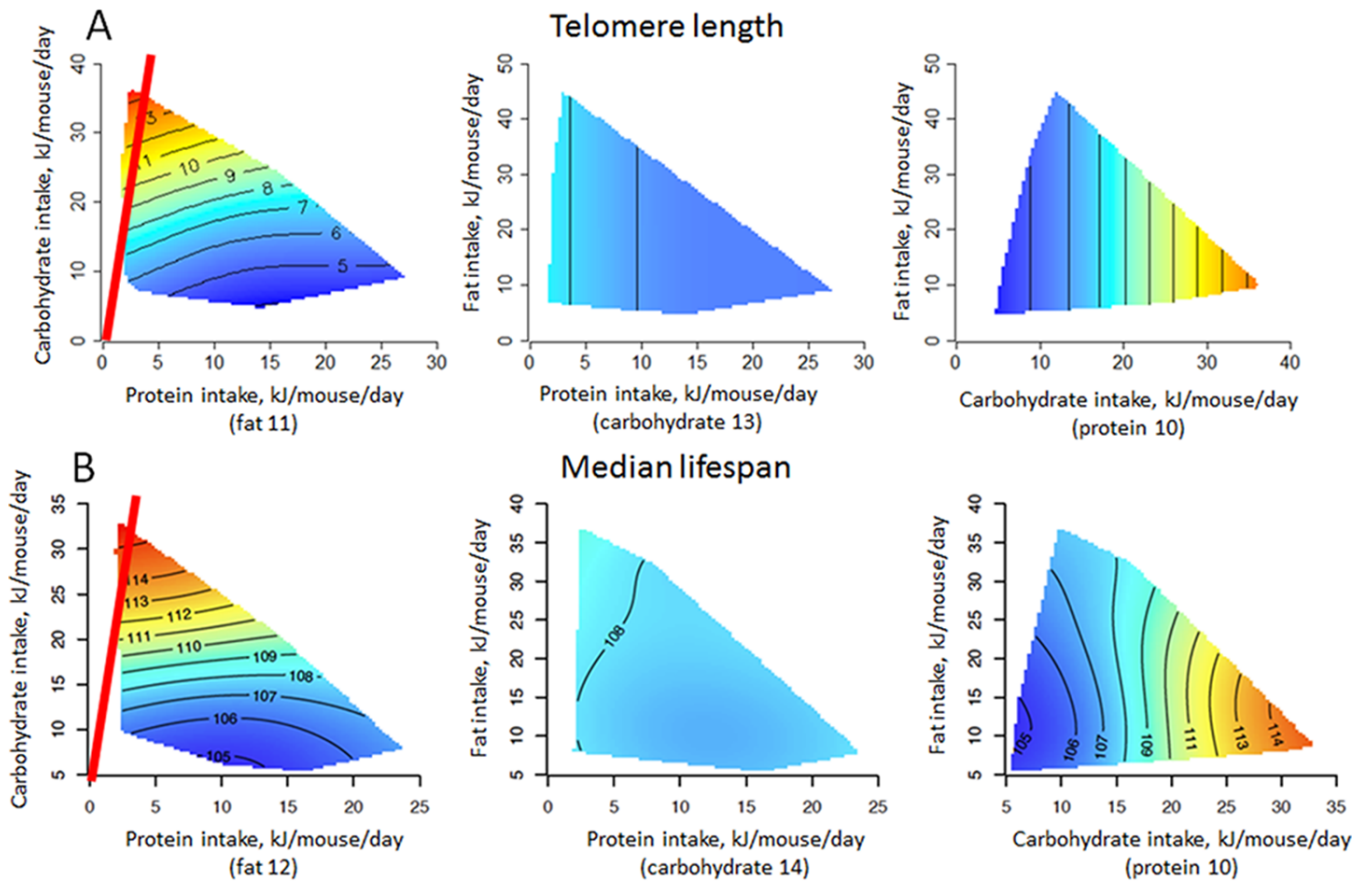 A
Telomere length
Carbohydrate intake, kJ/mouse/day
40
30
20
10
0
3
11
10
9
8
7
6
5
0 5 10 15 20 25 30
Protein intake, kJ/mouse/day
(fat 11)
Fat intake, kJ/mouse/day
50
40
30
20
10
0
0 5 10 15 20 25 30
Protein intake, kJ/mouse/day
(carbohydrate 13)
Fat intake, kJ/mouse/day
50
40
30
20
10
0
0 10 20 30 40
Carbohydrate intake, kJ/mouse/day
(protein 10)
B
Median lifespan
Carbohydrate intake, kJ/mouse/day
35
30
25
20
15
10
5
114
113
112
111
110
109
108
107
106
105
0 5 10 15 20 25
Protein intake, kJ/mouse/day
(fat 12)
Fat intake, kJ/mouse/day
40
35
30
25
20
15
10
5
108
0 5 10 15 20 25
Protein intake, kJ/mouse/day
(carbohydrate 14)
Fat intake, kJ/mouse/day
40
35
30
25
20
15
10
5
105 106 107 109 111 113 114
5 10 15 20 25 30 35
Carbohydrate intake, kJ/mouse/day
(protein 10)